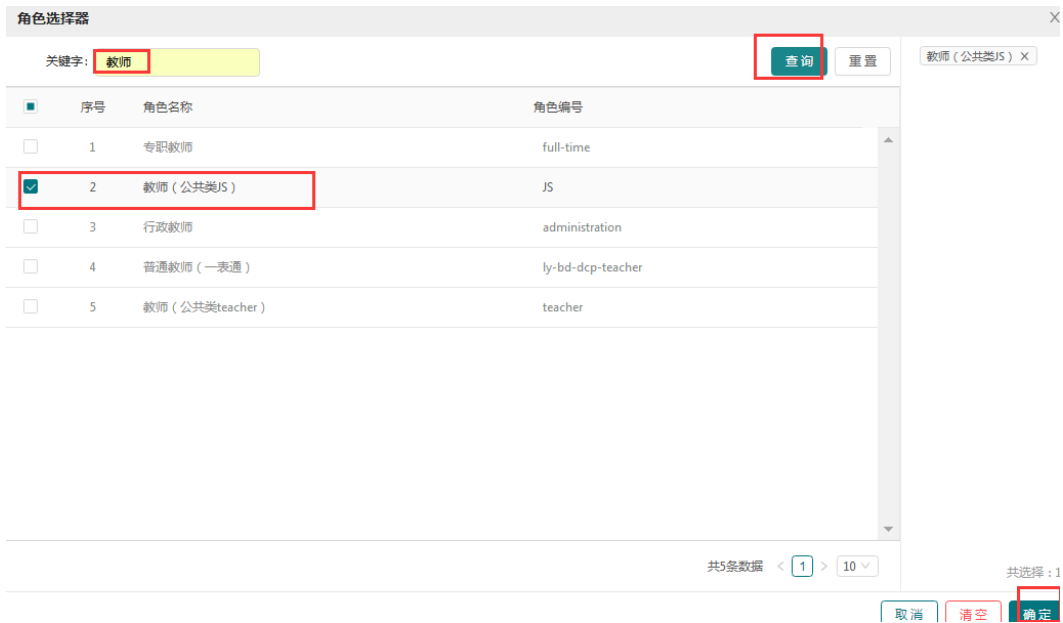 角色选择器 X
关键字: 教师 查询 重置 教师（公共类JS） X
序号 角色名称 角色编号
1 专职教师 full-time
2 教师（公共类JS） JS
3 行政教师 administration
4 普通教师（一表通） ly-bd-dcp-teacher
5 教师（公共类teacher） teacher
共5条数据 < 1 > 10
共选择：1
取消 清空 确定